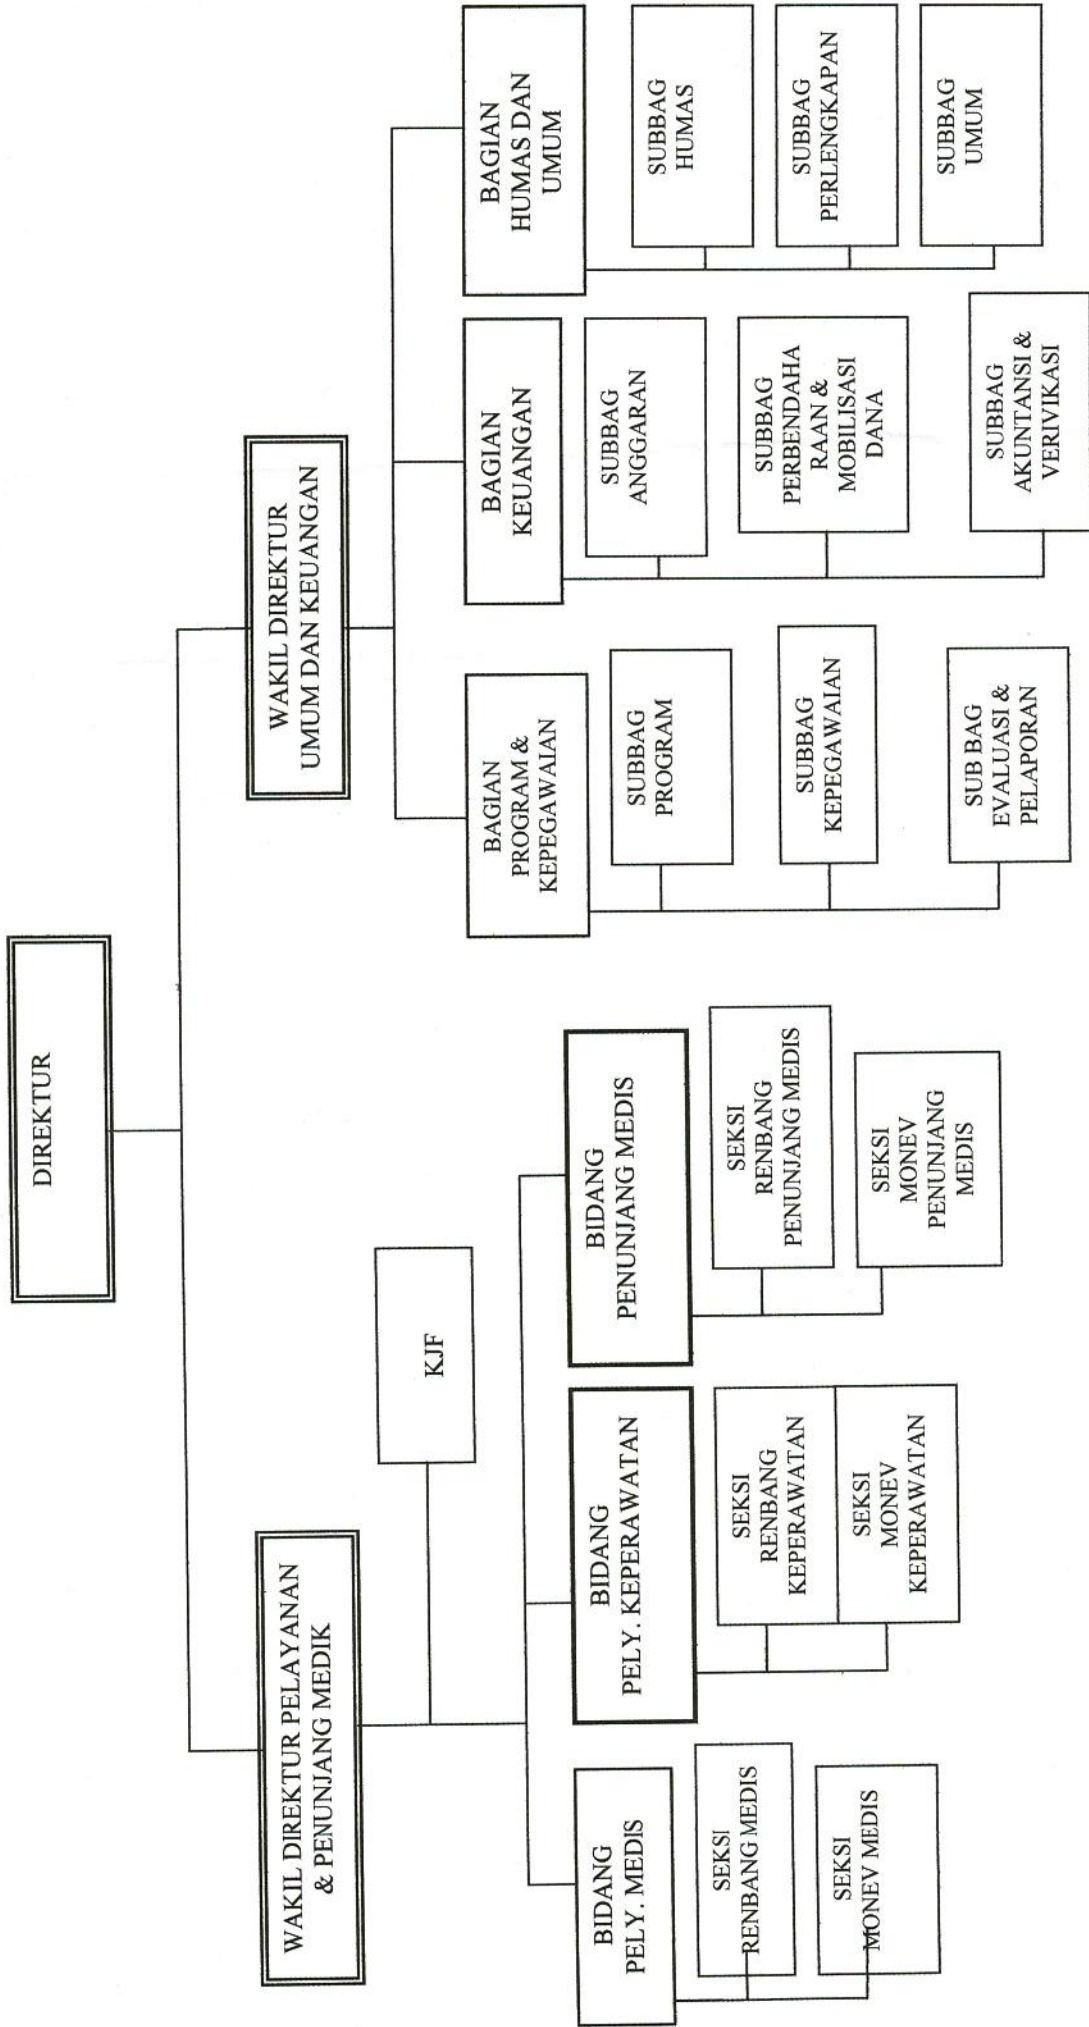 DIREKTUR
WAKIL DIREKTUR PELAYANAN
& PENUNJANG MEDIK
WAKIL DIREKTUR
UMUM DAN KEUANGAN
KJF
BIDANG
PELY. MEDIS
SEKSI
RENBANG MEDIS
SEKSI
MONEV MEDIS
BIDANG
PELY. KEPERAWATAN
SEKSI
RENBANG
KEPERAWATAN
SEKSI
MONEV
KEPERAWATAN
BIDANG
PENUNJANG MEDIS
SEKSI
RENBANG
PENUNJANG MEDIS
SEKSI
MONEV
PENUNJANG
MEDIS
BAGIAN
PROGRAM &
KEPEGAWAIAN
SUBBAG
PROGRAM
SUBBAG
KEPEGAWAIAN
SUB BAG
EVALUASI &
PELAPORAN
BAGIAN
KEUANGAN
SUBBAG
ANGGARAN
SUBBAG
PERBENDAHA
RAAN &
MOBILISASI
DANA
SUBBAG
AKUNTANSI &
VERIVIKASI
BAGIAN
HUMAS DAN
UMUM
SUBBAG
HUMAS
SUBBAG
PERLENGKAPAN
SUBBAG
UMUM